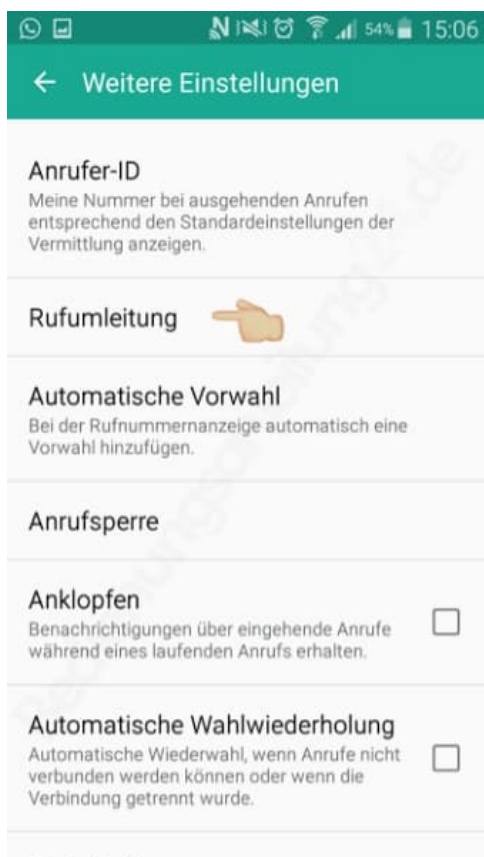 54% 15:06
Weitere Einstellungen
Anrufer-ID
Meine Nummer bei ausgehenden Anrufen
entsprechend den Standardeinstellungen der
Vermittlung anzeigen.
Rufumleitung
Automatische Vorwahl
Bei der Rufnummernanzeige automatisch eine
Vorwahl hinzufügen.
Anrufsperre
Anklopfen
Benachrichtigungen über eingehende Anrufe
während eines laufenden Anrufs erhalten.
Automatische Wahlwiederholung
Automatische Wiederwahl, wenn Anrufe nicht
verbunden werden können oder wenn die
Verbindung getrennt wurde.